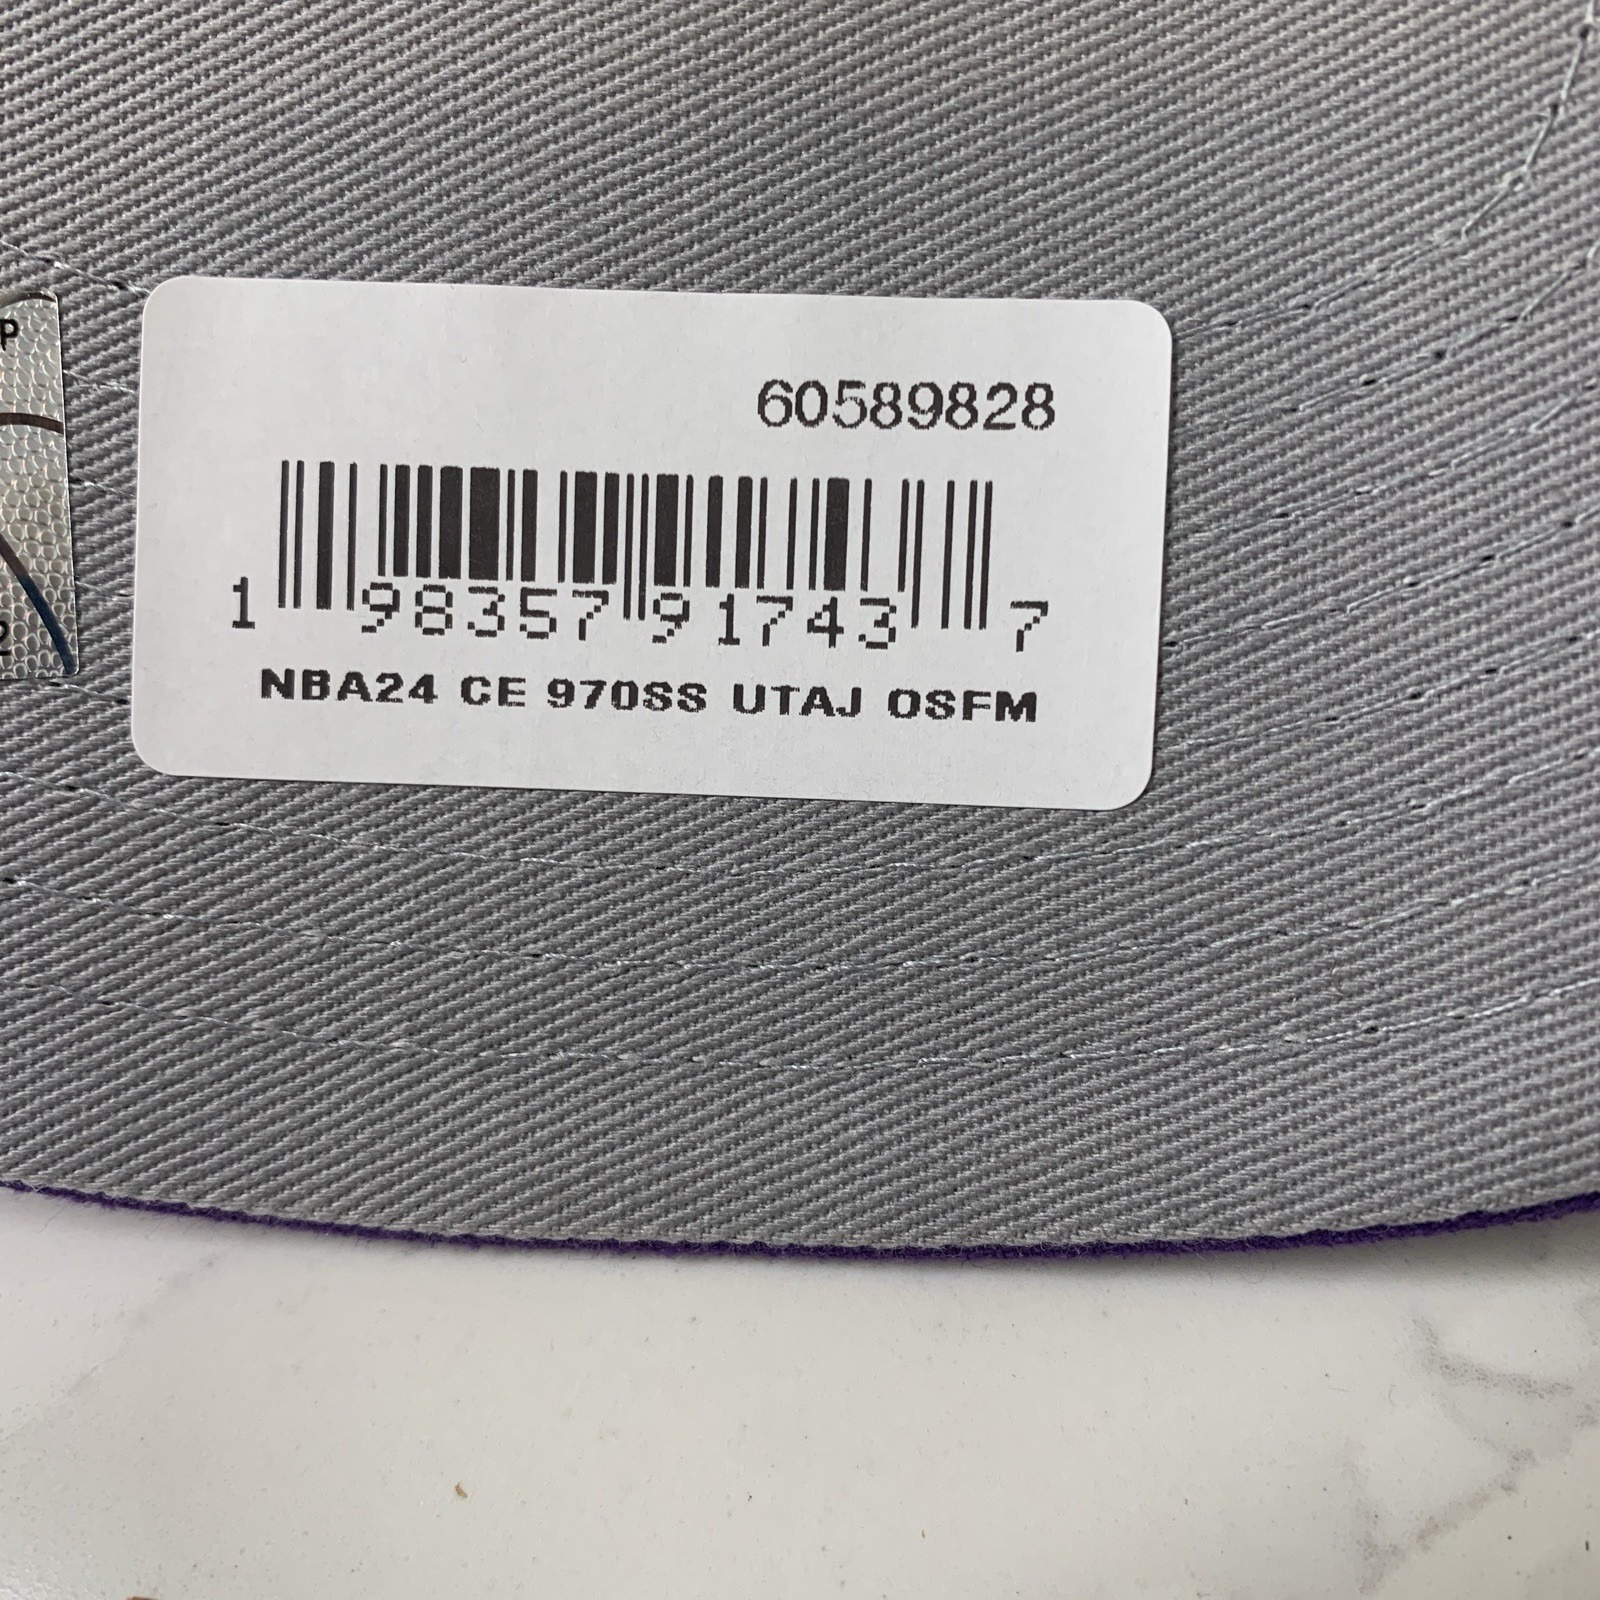 P
60589828
1 98357 91743 7
NBA24 CE 970SS UTAJ OSFM